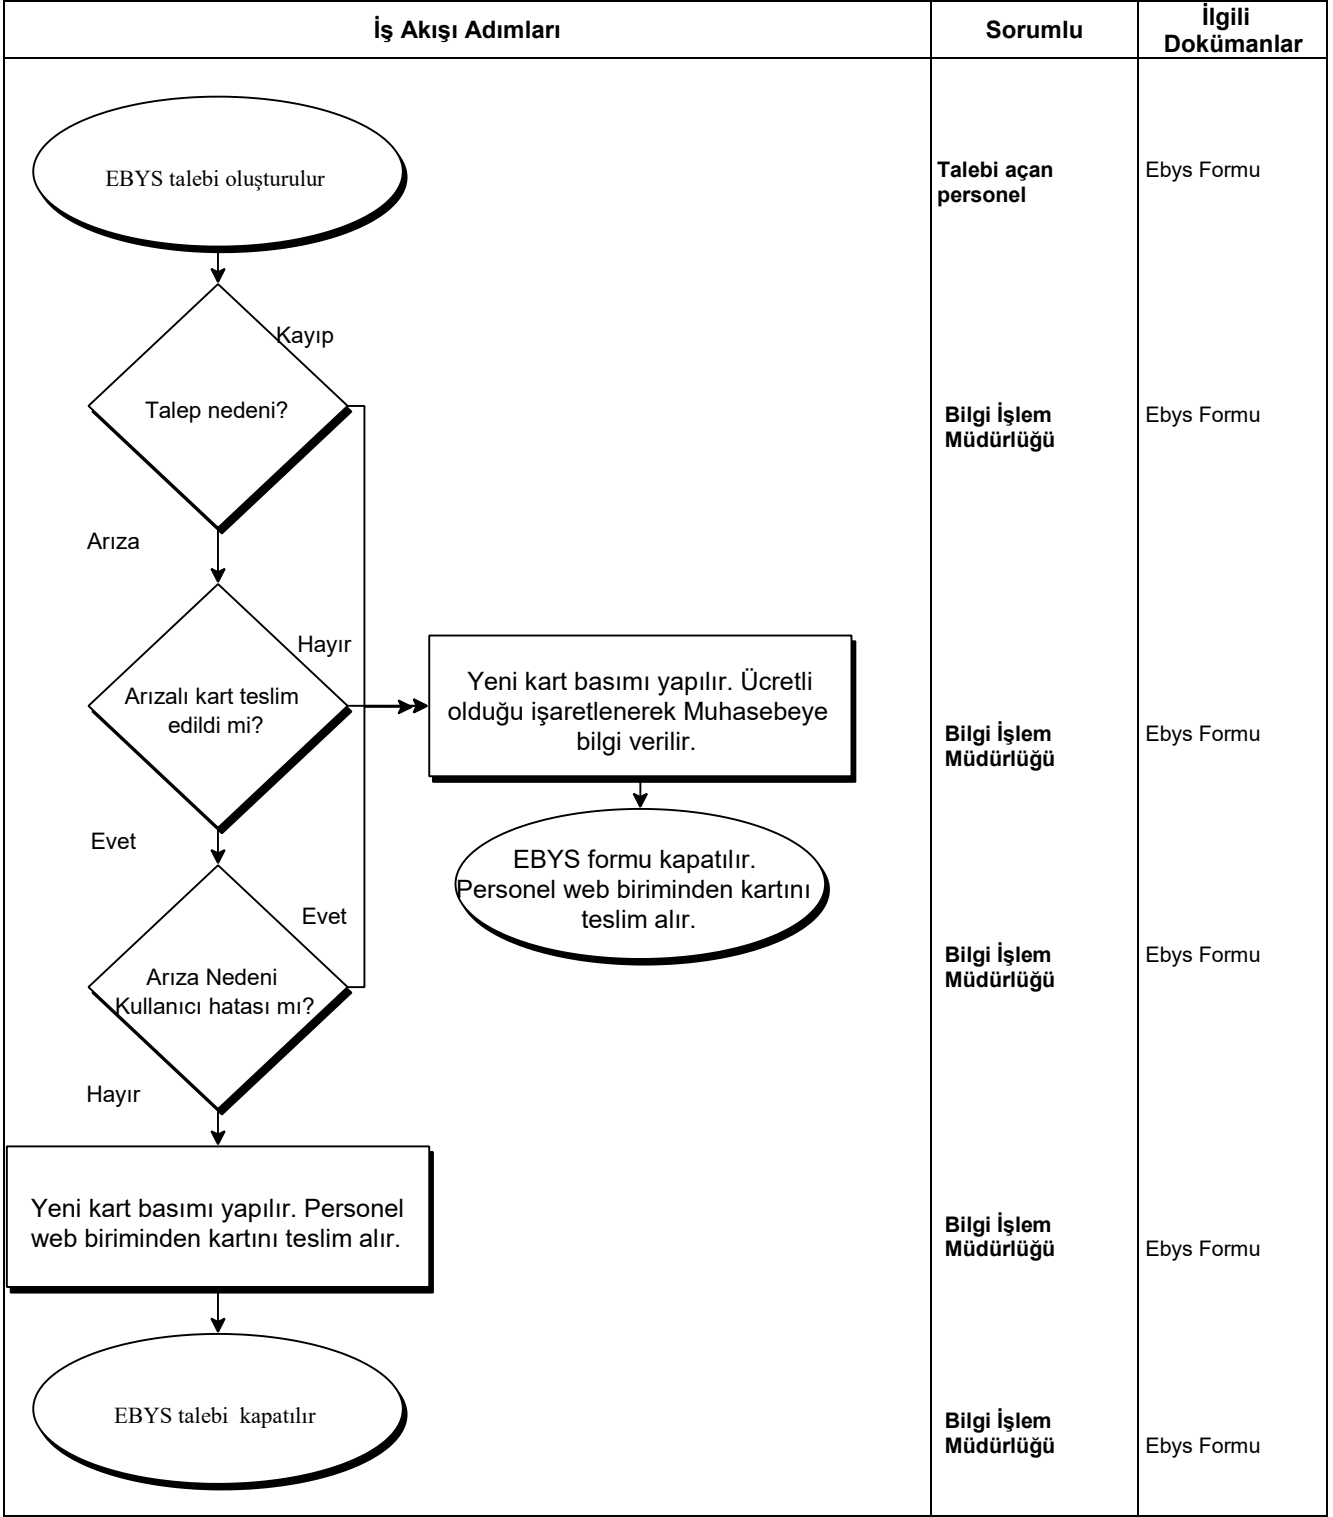 İş Akışı Adımları
Sorumlu
İlgili
Dokümanlar
EBYS talebi oluşturulur
Talebi açan
personel
Ebys Formu
Kayıp
Talep nedeni?
Bilgi İşlem
Müdürlüğü
Ebys Formu
Arıza
Hayır
Arızalı kart teslim
edildi mi?
Yeni kart basımı yapılır. Ücretli
olduğu işaretlenerek Muhasebeye
bilgi verilir.
Bilgi İşlem
Müdürlüğü
Ebys Formu
Evet
EBYS formu kapatılır.
Personel web biriminden kartını
teslim alır.
Evet
Arıza Nedeni
Kullanıcı hatası mı?
Bilgi İşlem
Müdürlüğü
Ebys Formu
Hayır
Yeni kart basımı yapılır. Personel
web biriminden kartını teslim alır.
Bilgi İşlem
Müdürlüğü
Ebys Formu
EBYS talebi  kapatılır
Bilgi İşlem
Müdürlüğü
Ebys Formu